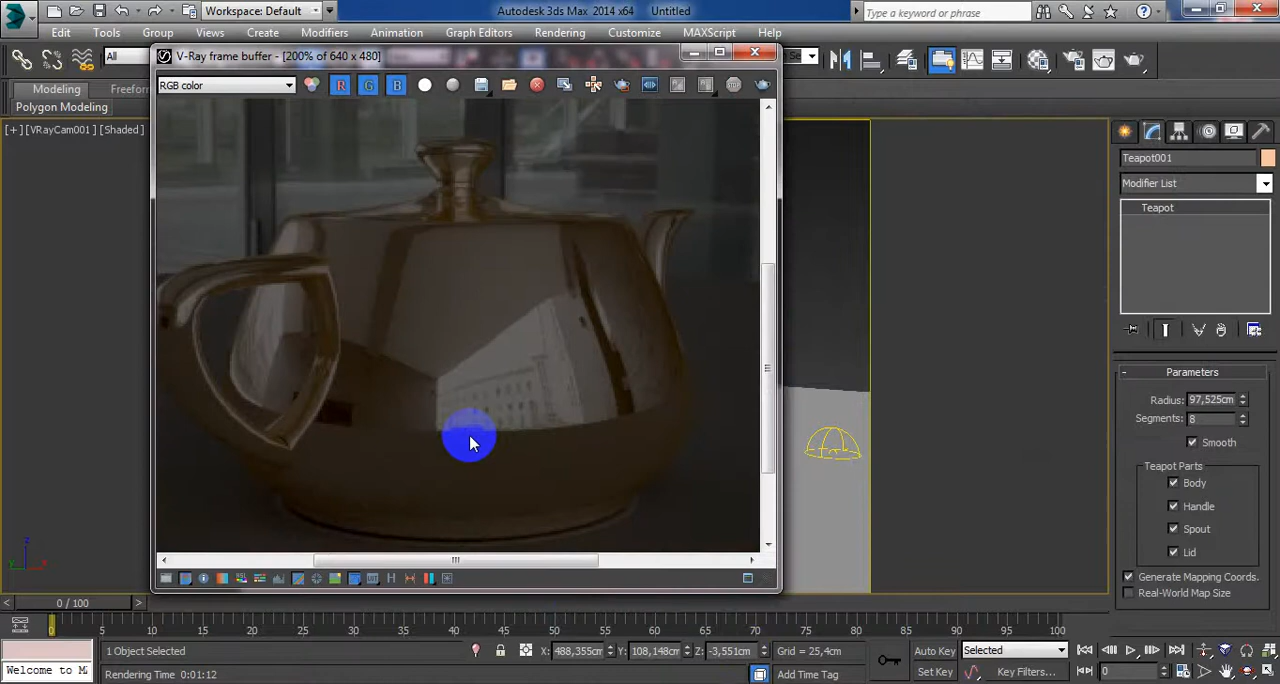 Workspace: Default
Autodesk 3ds Max 2014 x64 Untitled
Type a keyword or phrase
Edit Tools Group Views Create Modifiers Animation Graph Editors Rendering Customize MAXScript Help
All
V-Ray frame buffer - [200% of 640 x 480]
RGB color
R G B
Modeling Freeform
Polygon Modeling
[+] [VRayCam001] [Shaded]
Teapot001
Modifier List
Teapot
Parameters
Radius: 97,525cm
Segments: 8
Smooth
Teapot Parts
Body
Handle
Spout
Lid
Generate Mapping Coords.
Real-World Map Size
H
z
x
y
0 / 100
0 5 10 15 20 25 30 35 40 45 50 55 60 65 70 75 80 85 90 95 100
1 Object Selected
X: 488,355cm Y: 108,148cm Z: -3,551cm Grid = 25,4cm
Auto Key Selected
Welcome to M
Rendering Time 0:01:12
Add Time Tag
Set Key Key Filters...
0